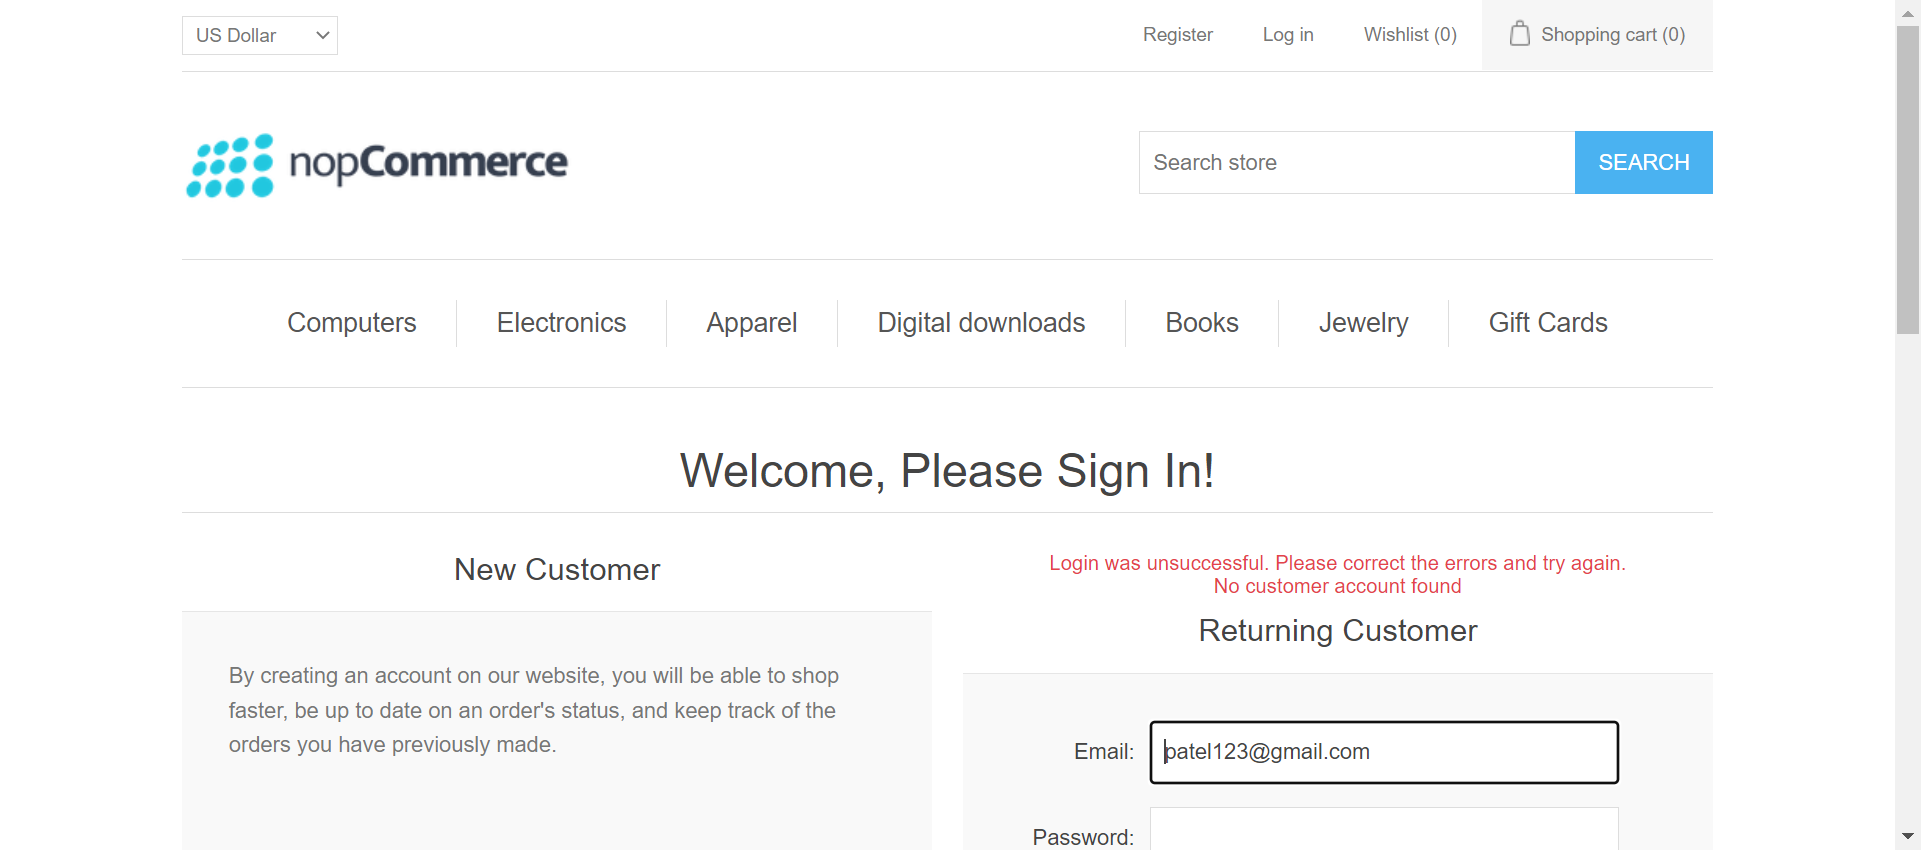 US Dollar
Register
Log in
Wishlist (0)
Shopping cart (0)
nopCommerce
Search store
SEARCH
Computers
Electronics
Apparel
Digital downloads
Books
Jewelry
Gift Cards
Welcome, Please Sign In!
New Customer
By creating an account on our website, you will be able to shop
faster, be up to date on an order's status, and keep track of the
orders you have previously made.
Login was unsuccessful. Please correct the errors and try again.
No customer account found
Returning Customer
Email:
patel123@gmail.com
Password: